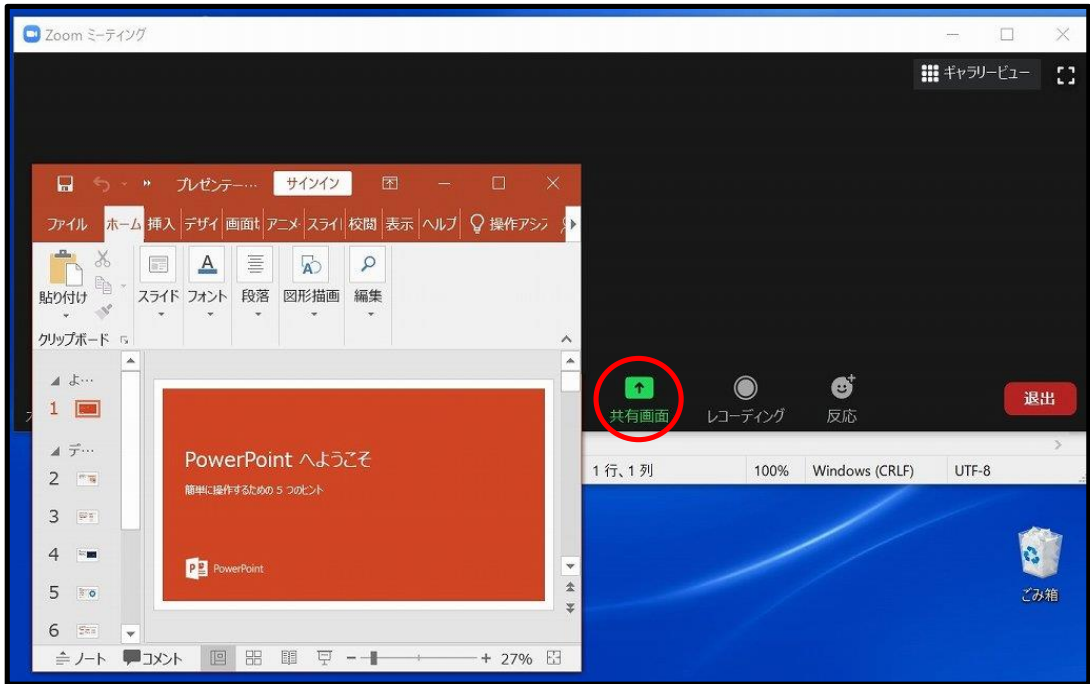 Zoom ミーティング
ギャラリービュー
プレゼンテー… サインイン
ファイル ホーム 挿入 デザイ 画面t アニメ スライ 校閲 表示 ヘルプ 操作アシ
貼り付け スライド フォント 段落 図形描画 編集
クリップボード
よ…
1
デ…
2
3
4
5
6
PowerPoint へようこそ
簡単に操作するための 5 つのヒント
PowerPoint
ノート コメント 27%
共有画面 レコーディング 反応 退出
1 行、1 列 100% Windows (CRLF) UTF-8
ごみ箱